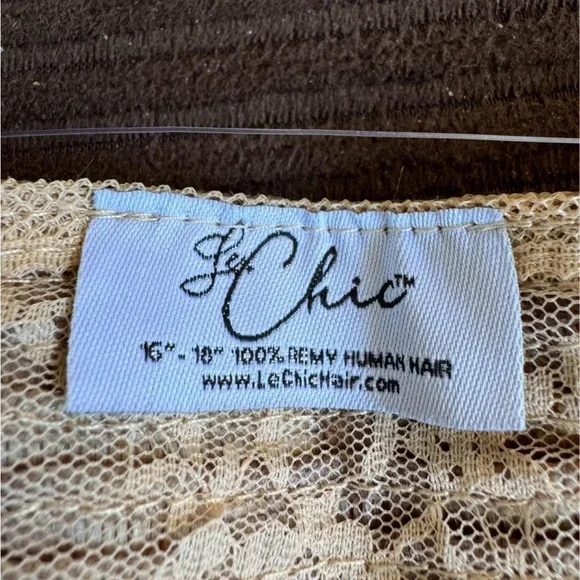 Le Chic™
16" - 18" 100% REMY HUMAN HAIR
www.LeChicHair.com